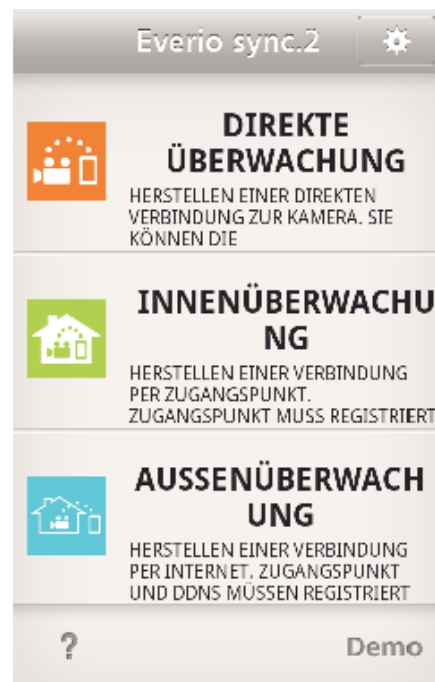 Everio sync.2
DIREKTE
ÜBERWACHUNG
HERSTELLEN EINER DIREKTEN
VERBINDUNG ZUR KAMERA. SIE
KÖNNEN DIE
INNENÜBERWACHU
NG
HERSTELLEN EINER VERBINDUNG
PER ZUGANGSPUNKT.
ZUGANGSPUNKT MUSS REGISTRIERT
AUSSENÜBERWACH
UNG
HERSTELLEN EINER VERBINDUNG
PER INTERNET. ZUGANGSPUNKT
UND DDNS MÜSSEN REGISTRIERT
? Demo